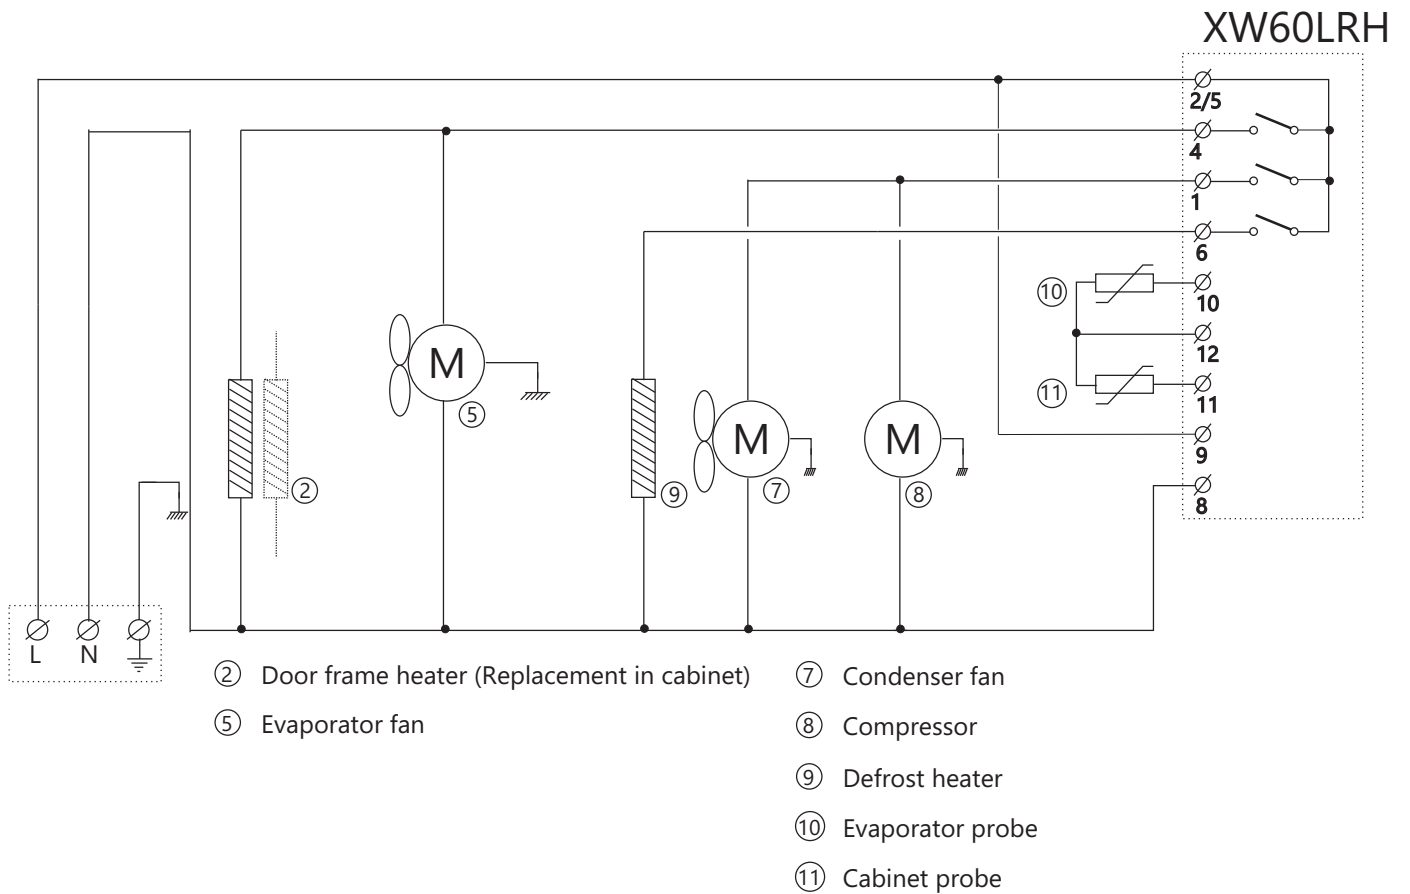 XW60LRH
2/5
4
1
6
10
10
12
M
11
11
5
M
M
9
2
9
7
8
8
L
N
2 Door frame heater (Replacement in cabinet)
5 Evaporator fan
7 Condenser fan
8 Compressor
9 Defrost heater
10 Evaporator probe
11 Cabinet probe